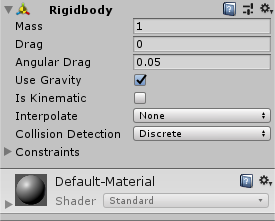 Rigidbody
Mass 1
Drag 0
Angular Drag 0.05
Use Gravity
Is Kinematic
Interpolate None
Collision Detection Discrete
Constraints
Default-Material
Shader Standard